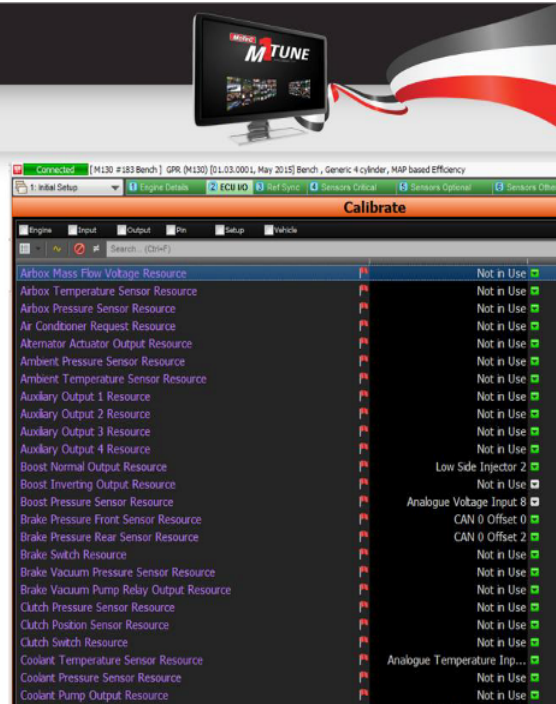 MoTeC
M1 TUNE
Connected [ M130 #183 Bench ] GPR (M130) [01.03.0001, May 2015] Bench , Generic 4 cylinder, MAP based Efficiency
1: Initial Setup 1 Engine Details 2 ECU I/O 3 Ref Sync 4 Sensors Critical 5 Sensors Optional 6 Sensors Othe
Calibrate
Engine Input Output Pin Setup Vehicle
Search... (Ctrl+F)
Airbox Mass Flow Voltage Resource Not in Use
Airbox Temperature Sensor Resource Not in Use
Airbox Pressure Sensor Resource Not in Use
Air Conditioner Request Resource Not in Use
Alternator Actuator Output Resource Not in Use
Ambient Pressure Sensor Resource Not in Use
Ambient Temperature Sensor Resource Not in Use
Auxiliary Output 1 Resource Not in Use
Auxiliary Output 2 Resource Not in Use
Auxiliary Output 3 Resource Not in Use
Auxiliary Output 4 Resource Not in Use
Boost Normal Output Resource Low Side Injector 2
Boost Inverting Output Resource Not in Use
Boost Pressure Sensor Resource Analogue Voltage Input 8
Brake Pressure Front Sensor Resource CAN 0 Offset 0
Brake Pressure Rear Sensor Resource CAN 0 Offset 2
Brake Switch Resource Not in Use
Brake Vacuum Pressure Sensor Resource Not in Use
Brake Vacuum Pump Relay Output Resource Not in Use
Clutch Pressure Sensor Resource Not in Use
Clutch Position Sensor Resource Not in Use
Clutch Switch Resource Not in Use
Coolant Temperature Sensor Resource Analogue Temperature Inp...
Coolant Pressure Sensor Resource Not in Use
Coolant Pump Output Resource Not in Use